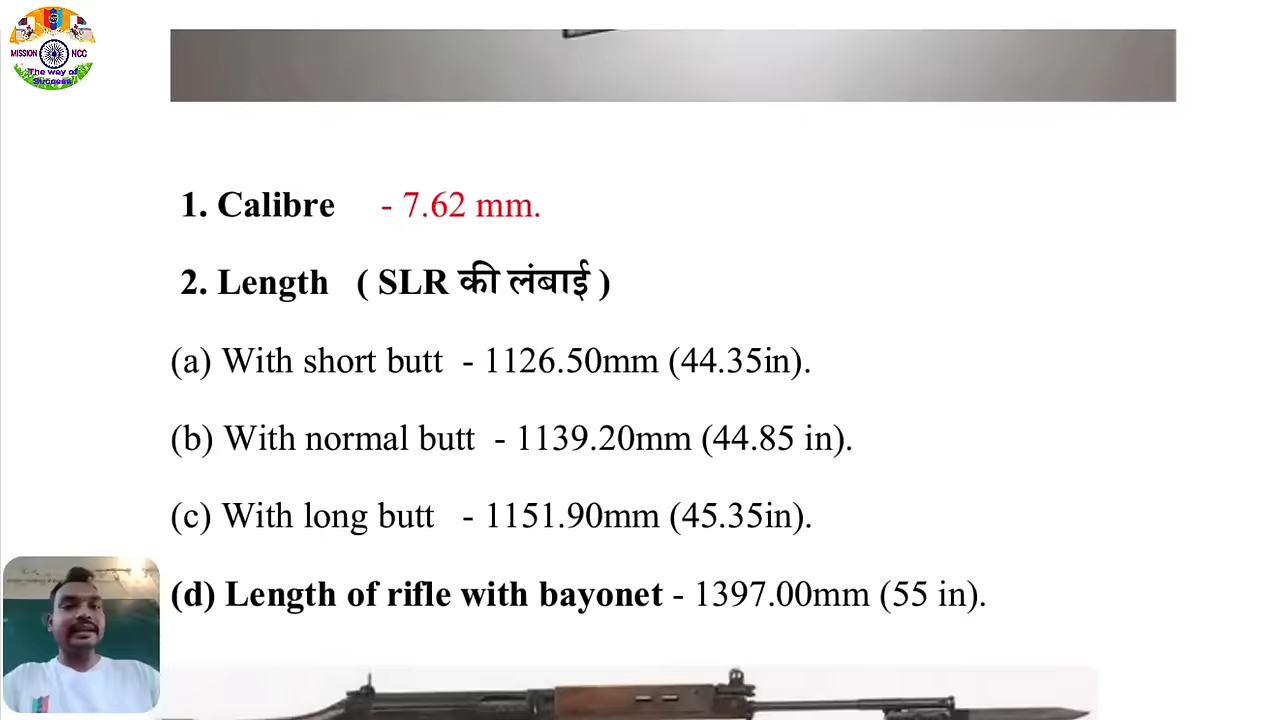 MISSION NCC
The way of
Success
1. Calibre - 7.62 mm.
2. Length ( SLR की लंबाई )
(a) With short butt - 1126.50mm (44.35in).
(b) With normal butt - 1139.20mm (44.85 in).
(c) With long butt - 1151.90mm (45.35in).
(d) Length of rifle with bayonet - 1397.00mm (55 in).